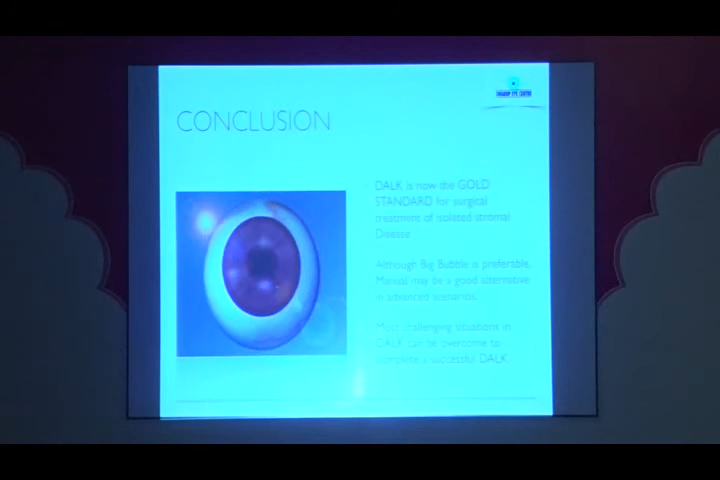 CONCLUSION
DALK is now the GOLD
STANDARD for surgical
treatment of isolated stromal
Disease
Although Big Bubble is preferable,
Manual may be a good alternative
in advanced scenarios.
Most challenging situations in
DALK can be overcome to
complete a successful DALK.